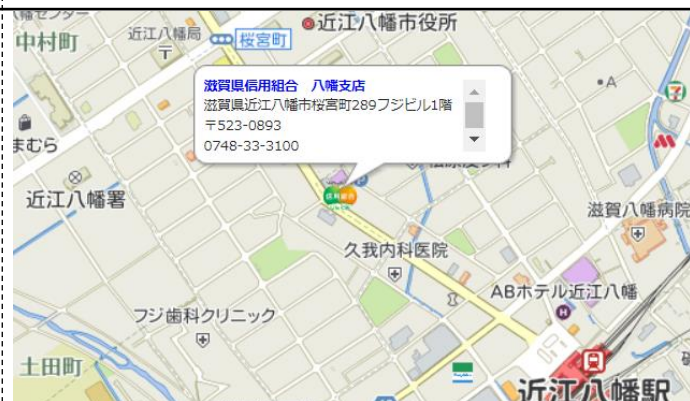 近江八幡市役所
中村町
近江八幡局
桜宮町
滋賀県信用組合　八幡支店
滋賀県近江八幡市桜宮町289フジビル1階
〒523-0893
0748-33-3100
A
まむら
近江八幡署
信用組合
滋賀八幡病院
久我内科医院
ABホテル近江八幡
H
フジ歯科クリニック
土田町
近江八幡駅